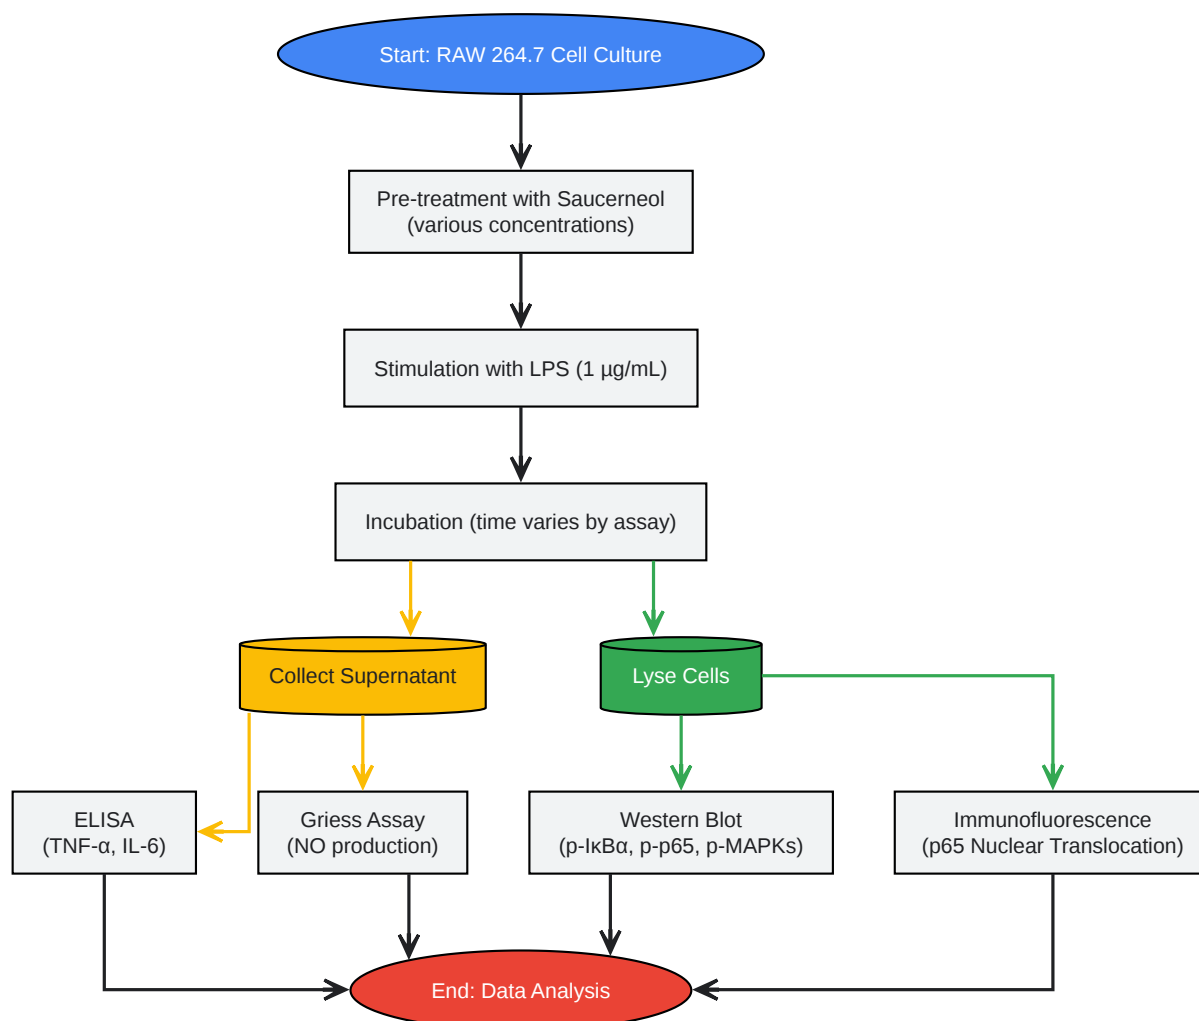 Start: RAW 264.7 Cell Culture
Pre-treatment with Saucerneol
(various concentrations)
Stimulation with LPS (1 µg/mL)
Incubation (time varies by assay)
Collect Supernatant
Lyse Cells
ELISA
(TNF-α, IL-6)
Griess Assay
(NO production)
Western Blot
(p-IκBα, p-p65, p-MAPKs)
Immunofluorescence
(p65 Nuclear Translocation)
End: Data Analysis